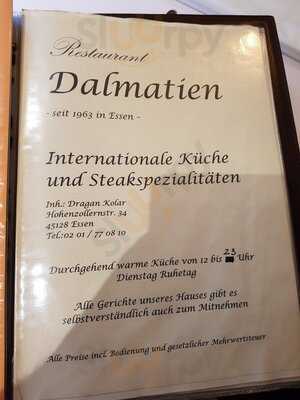 Restaurant
Dalmatien
- seit 1963 in Essen -
Internationale Küche
und Steakspezialitäten
Inh.: Dragan Kolar
Hohenzollernstr. 34
45128 Essen
Tel.:02 01 / 77 08 10
Durchgehend warme Küche von 12 bis 23 Uhr
Dienstag Ruhetag
Alle Gerichte unseres Hauses gibt es
selbstverständlich auch zum Mitnehmen
Alle Preise incl. Bedienung und gesetzlicher Mehrwertsteuer